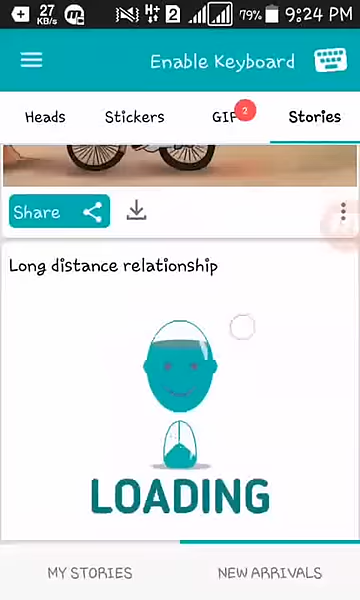 27 KB/s H+ 2 79% 9:24 PM
Enable Keyboard
Heads Stickers GIF 2 Stories
Share
Long distance relationship
LOADING
MY STORIES NEW ARRIVALS